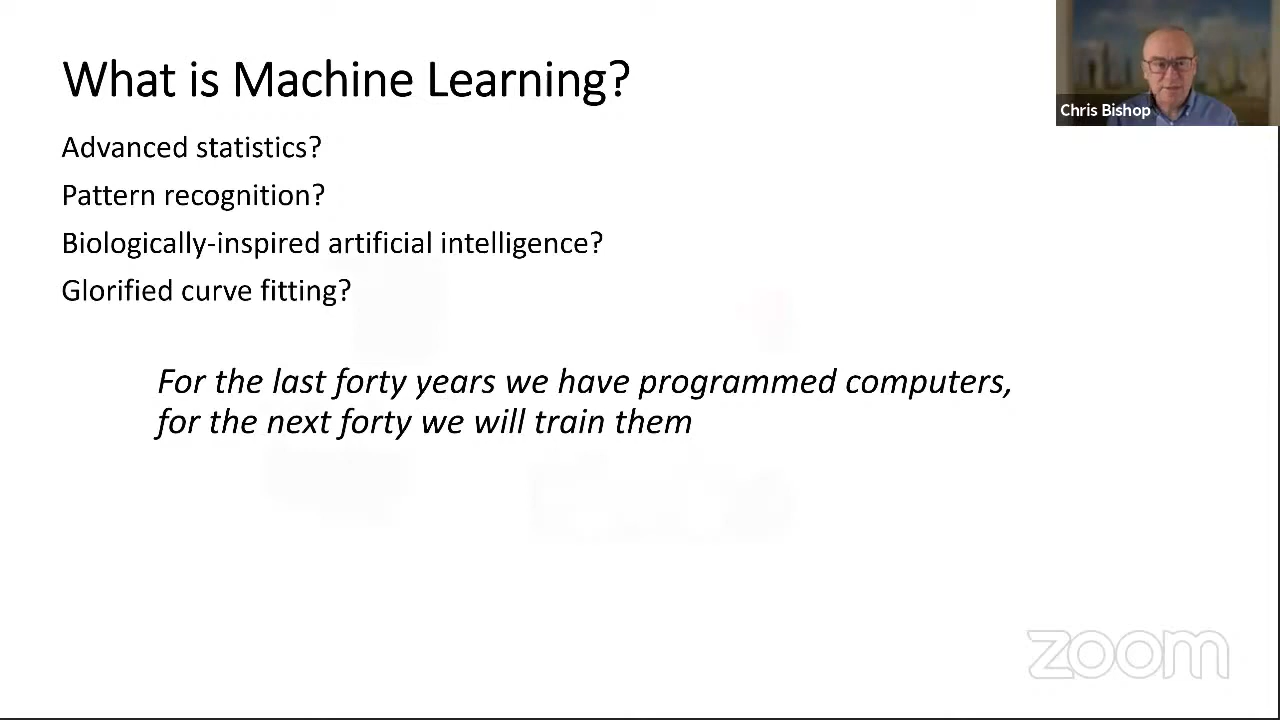 What is Machine Learning?
Chris Bishop
Advanced statistics?
Pattern recognition?
Biologically-inspired artificial intelligence?
Glorified curve fitting?
For the last forty years we have programmed computers,
for the next forty we will train them
zoom